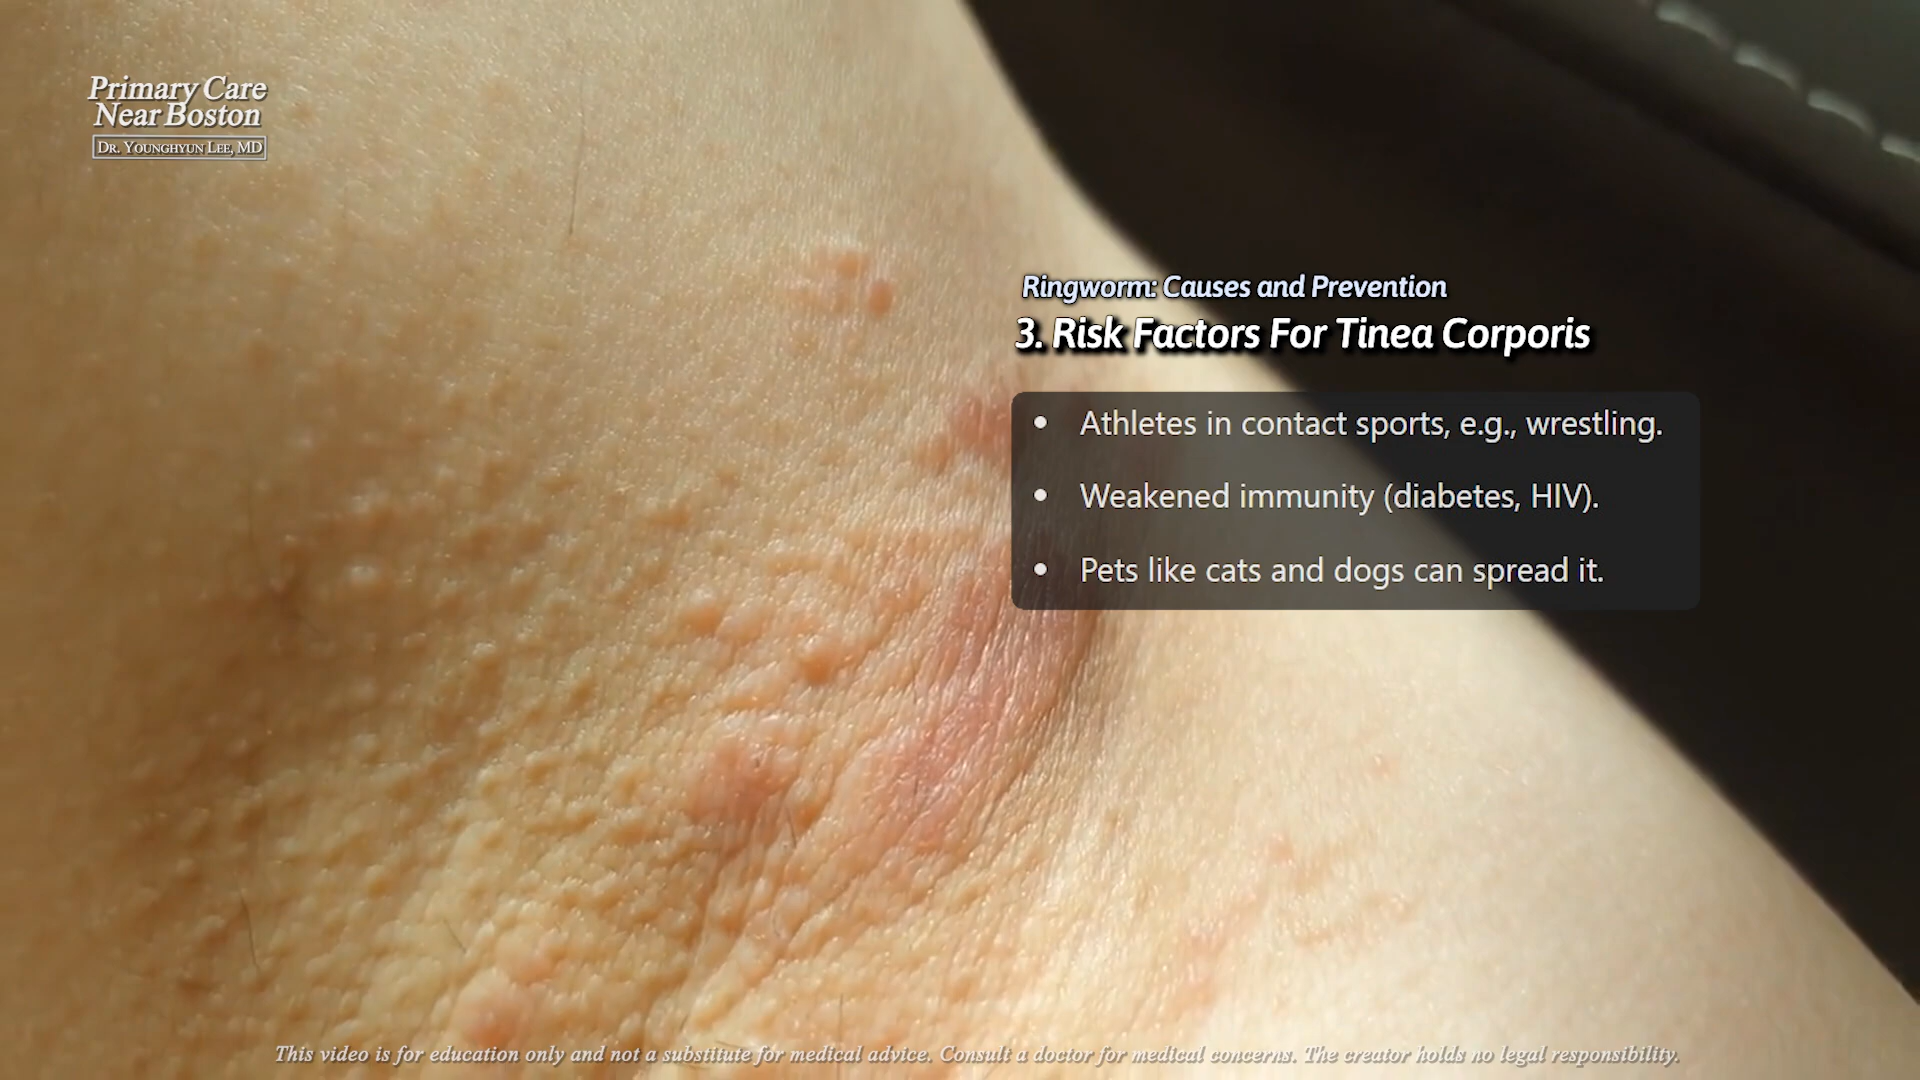 Primary Care
Near Boston
Dr. Younghyun Lee, MD
Ringworm: Causes and Prevention
3. Risk Factors For Tinea Corporis
• Athletes in contact sports, e.g., wrestling.
• Weakened immunity (diabetes, HIV).
• Pets like cats and dogs can spread it.
This video is for education only and not a substitute for medical advice. Consult a doctor for medical concerns. The creator holds no legal responsibility.